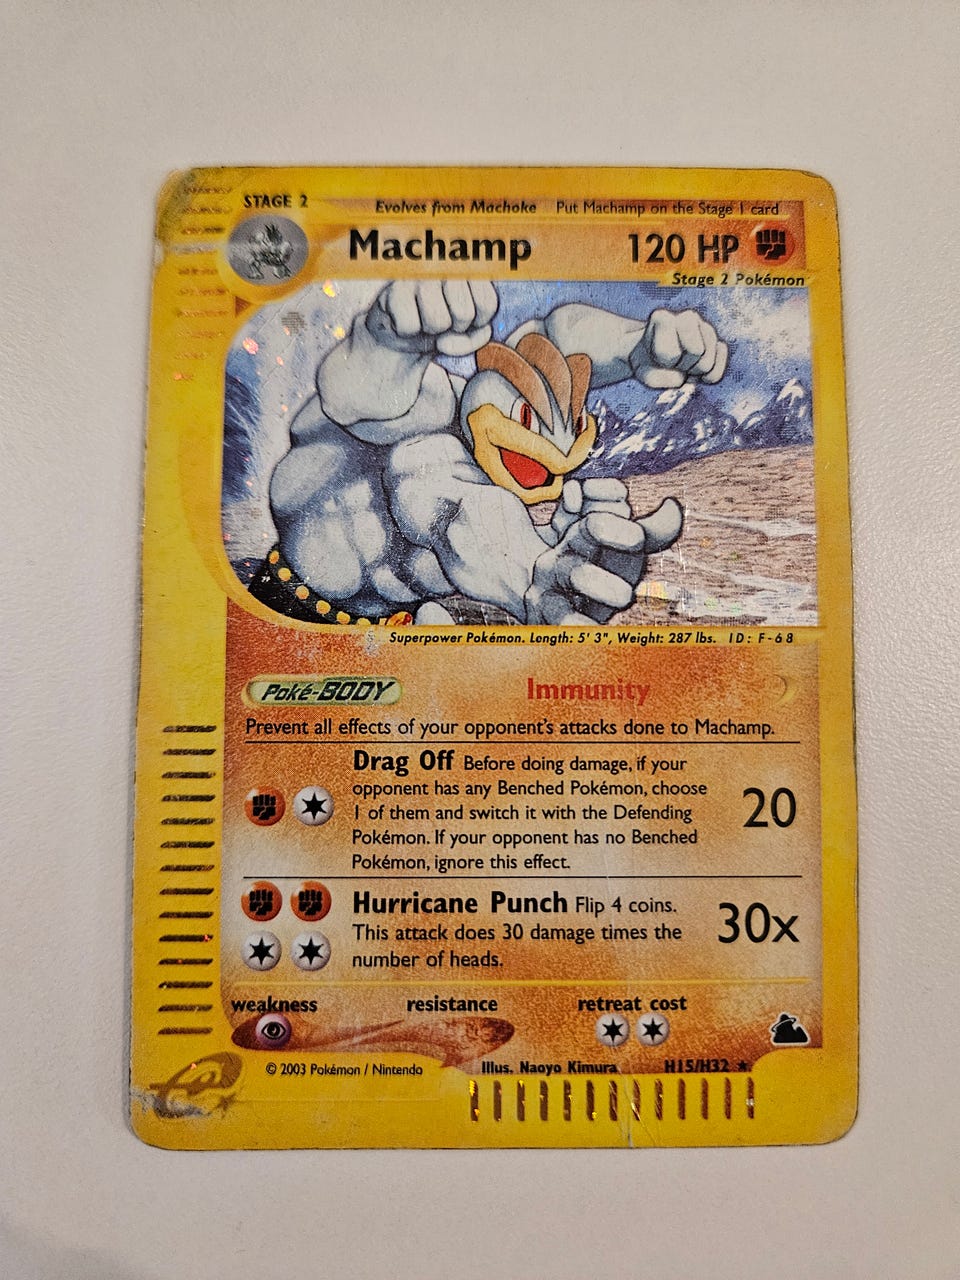 STAGE 2
Evolves from Machoke Put Machamp on the Stage 1 card
Machamp 120 HP
Stage 2 Pokémon
Superpower Pokémon. Length: 5' 3", Weight: 287 lbs. ID: F-68
Poké-BODY Immunity
Prevent all effects of your opponent's attacks done to Machamp.
Drag Off Before doing damage, if your
opponent has any Benched Pokémon, choose
1 of them and switch it with the Defending
Pokémon. If your opponent has no Benched
Pokémon, ignore this effect.
20
Hurricane Punch Flip 4 coins.
This attack does 30 damage times the
number of heads.
30x
weakness resistance retreat cost
© 2003 Pokémon / Nintendo Illus. Naoyo Kimura H15/H32 ★
e